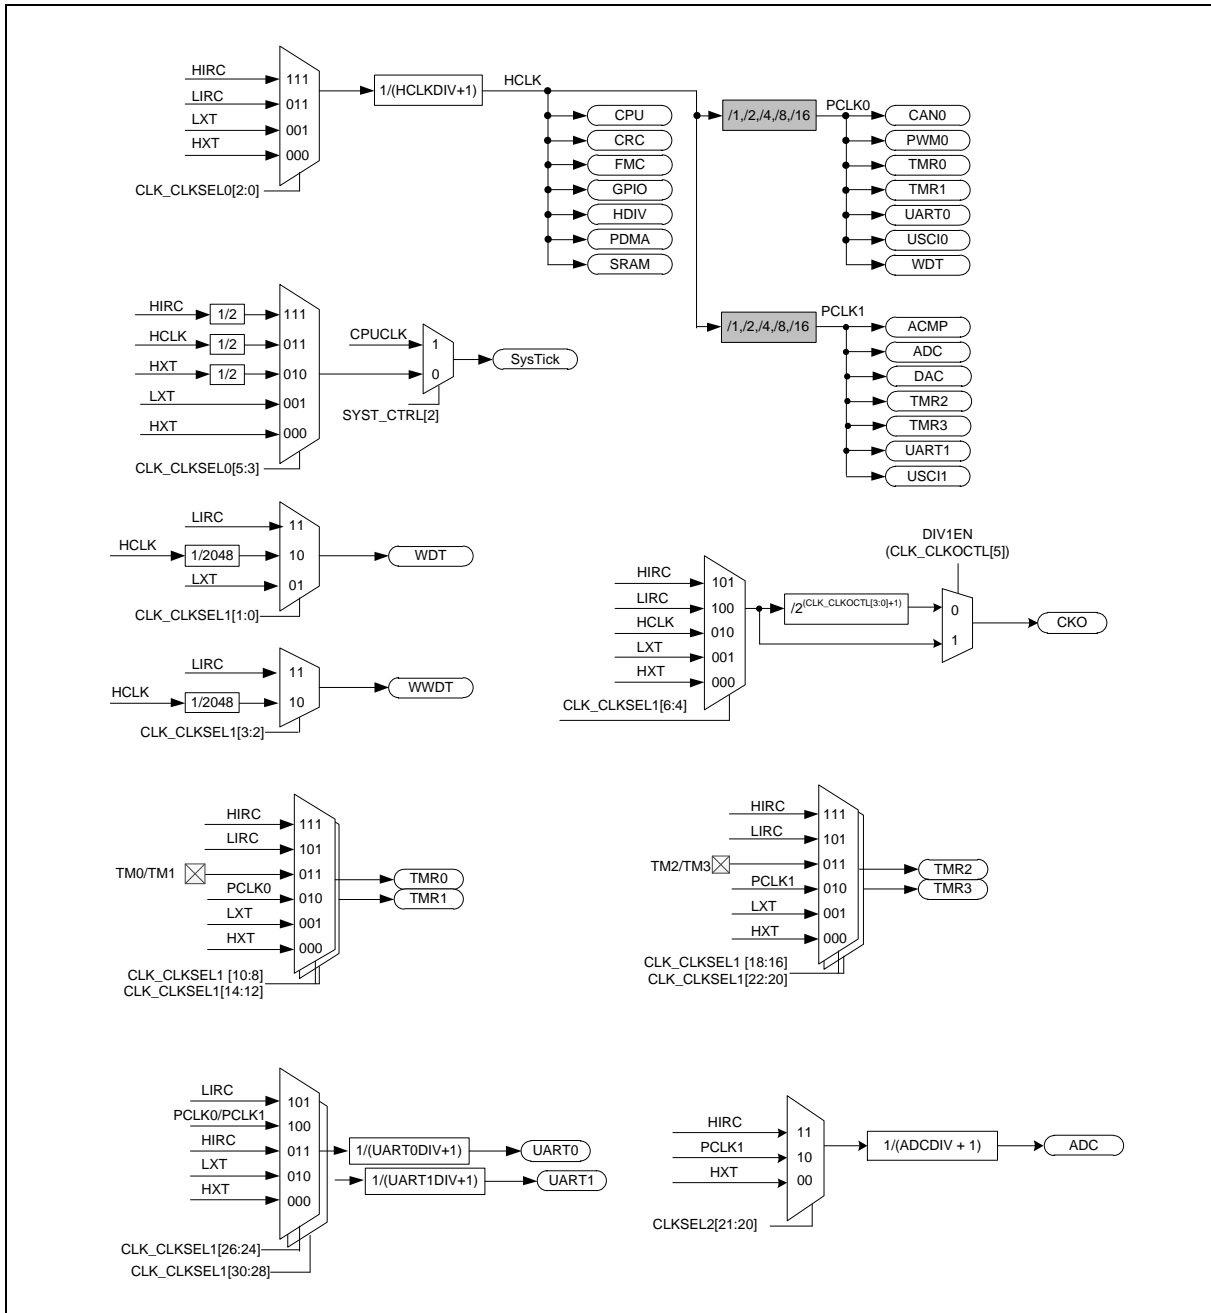 HIRC
LIRC
LXT
HXT
111
011
001
000
CLK_CLKSEL0[2:0]
1/(HCLKDIV+1)
HCLK
CPU
CRC
FMC
GPIO
HDIV
PDMA
SRAM
/1,/2,/4,/8,/16
PCLK0
CAN0
PWM0
TMR0
TMR1
UART0
USCI0
WDT
/1,/2,/4,/8,/16
PCLK1
ACMP
ADC
DAC
TMR2
TMR3
UART1
USCI1
HIRC
1/2
111
HCLK
1/2
011
HXT
1/2
010
LXT
001
HXT
000
CLK_CLKSEL0[5:3]
CPUCLK
1
0
SYST_CTRL[2]
SysTick
LIRC
11
HCLK
1/2048
10
LXT
01
CLK_CLKSEL1[1:0]
WDT
LIRC
11
HCLK
1/2048
10
CLK_CLKSEL1[3:2]
WWDT
HIRC
101
LIRC
100
HCLK
010
LXT
001
HXT
000
CLK_CLKSEL1[6:4]
/2(CLK_CLKOCTL[3:0]+1)
DIV1EN
(CLK_CLKOCTL[5])
0
1
CKO
HIRC
111
LIRC
101
TM0/TM1
011
PCLK0
010
LXT
001
HXT
000
CLK_CLKSEL1 [10:8]
CLK_CLKSEL1[14:12]
TMR0
TMR1
HIRC
111
LIRC
101
TM2/TM3
011
PCLK1
010
LXT
001
HXT
000
CLK_CLKSEL1 [18:16]
CLK_CLKSEL1[22:20]
TMR2
TMR3
LIRC
101
PCLK0/PCLK1
100
HIRC
011
LXT
010
HXT
000
CLK_CLKSEL1[26:24]
CLK_CLKSEL1[30:28]
1/(UART0DIV+1)
UART0
1/(UART1DIV+1)
UART1
HIRC
11
PCLK1
10
HXT
00
CLKSEL2[21:20]
1/(ADCDIV + 1)
ADC